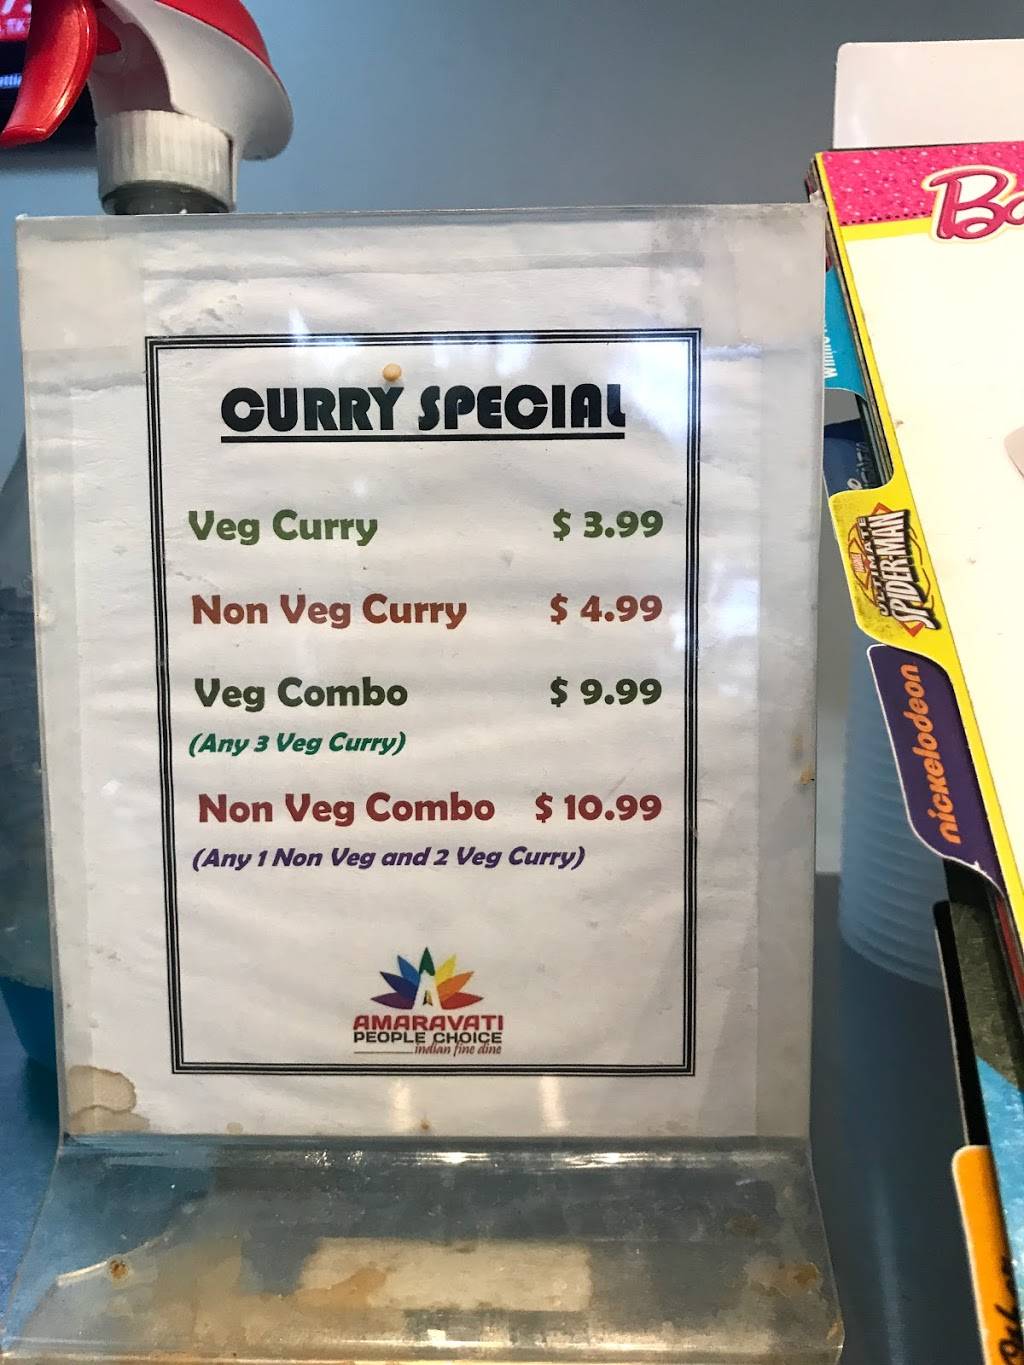 CURRY SPECIAL
Veg Curry $ 3.99
Non Veg Curry $ 4.99
Veg Combo $ 9.99
(Any 3 Veg Curry)
Non Veg Combo $ 10.99
(Any 1 Non Veg and 2 Veg Curry)
AMARAVATI
PEOPLE CHOICE
indian fine dine
ULTIMATE
SPIDER-MAN
nickelodeon